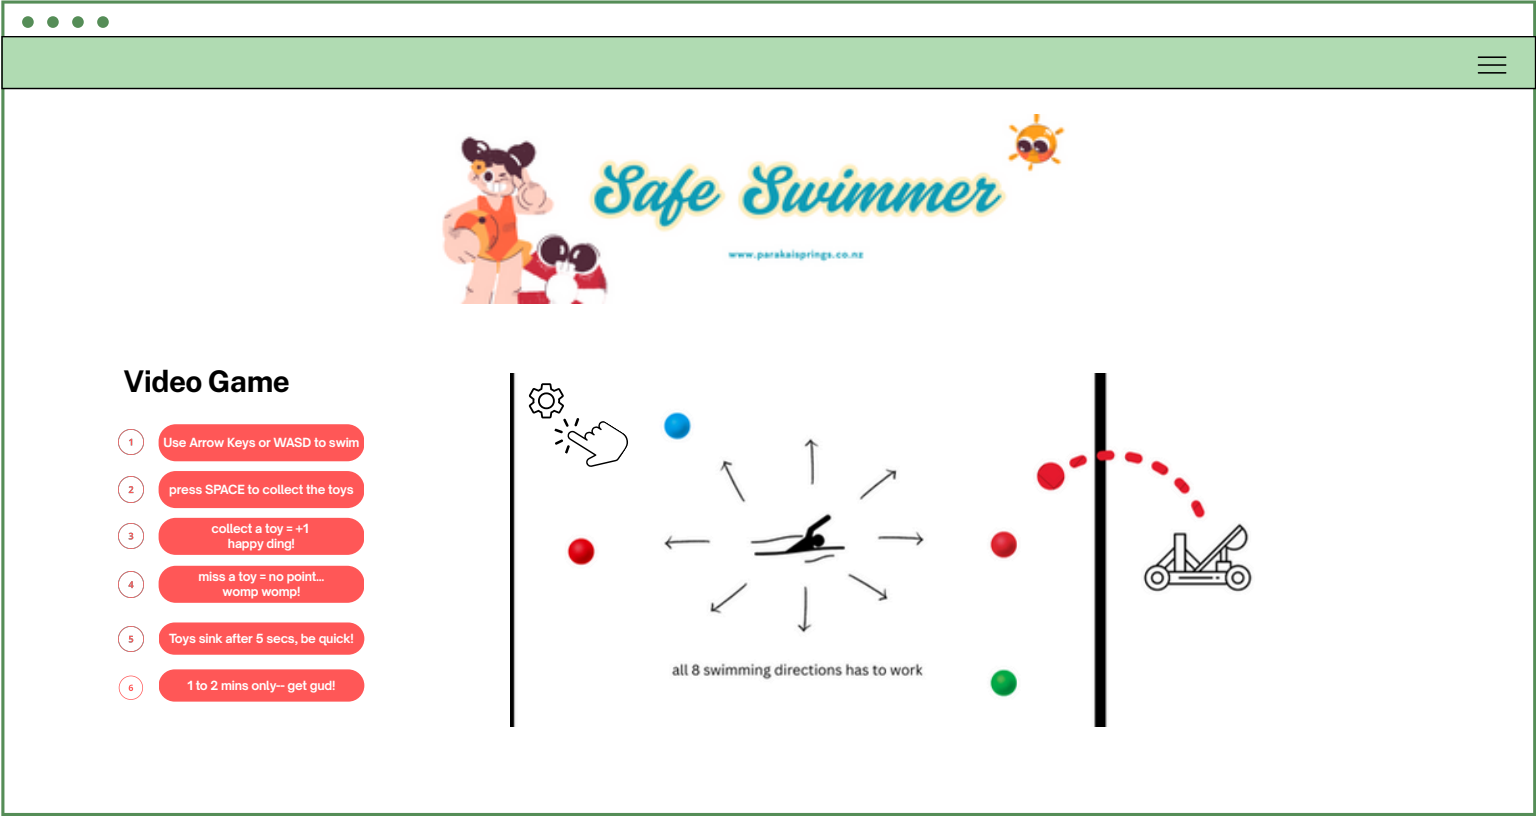 Safe Swimmer
www.parakaisprings.co.nz
Video Game
1 Use Arrow Keys or WASD to swim
2 press SPACE to collect the toys
3 collect a toy = +1
happy ding!
4 miss a toy = no point...
womp womp!
5 Toys sink after 5 secs, be quick!
6 1 to 2 mins only-- get gud!
all 8 swimming directions has to work